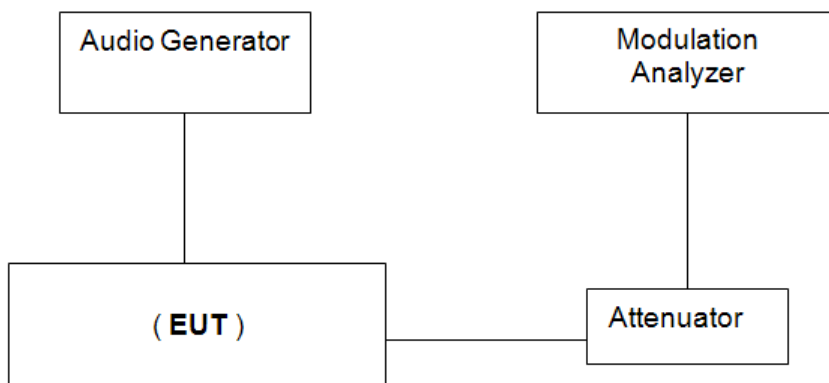 Audio Generator
Modulation
Analyzer
( EUT )
Attenuator